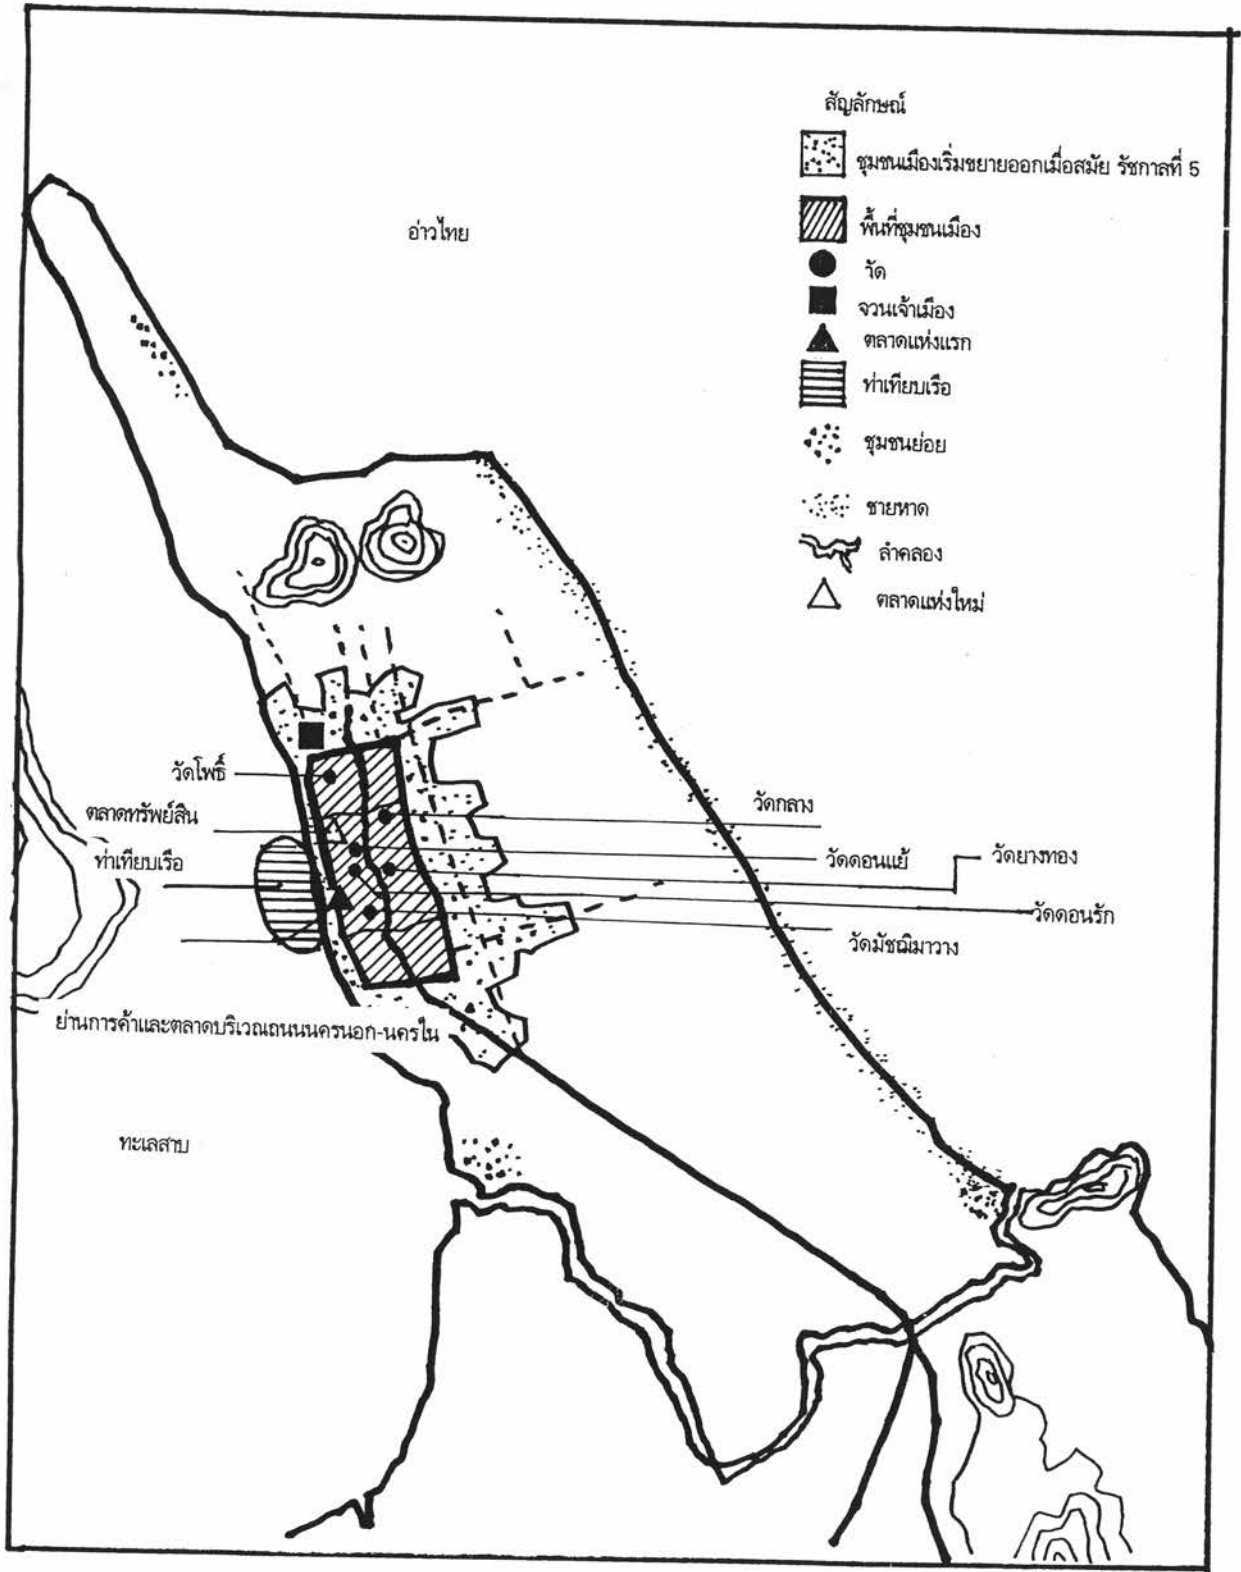 สัญลักษณ์
ชุมชนเมืองเริ่มขยายออกเมื่อสมัย รัชกาลที่ 5
พื้นที่ชุมชนเมือง
วัด
จวนเจ้าเมือง
ตลาดแห่งแรก
ท่าเทียบเรือ
ชุมชนย่อย
ชายหาด
ลำคลอง
ตลาดแห่งใหม่
อ่าวไทย
วัดโพธิ์
ตลาดทรัพย์สิน
ท่าเทียบเรือ
วัดกลาง
วัดดอนแย้
วัดยางทอง
วัดดอนรัก
วัดมัชฌิมาวาง
ย่านการค้าและตลาดบริเวณถนนนครนอก-นครใน
ทะเลสาบ